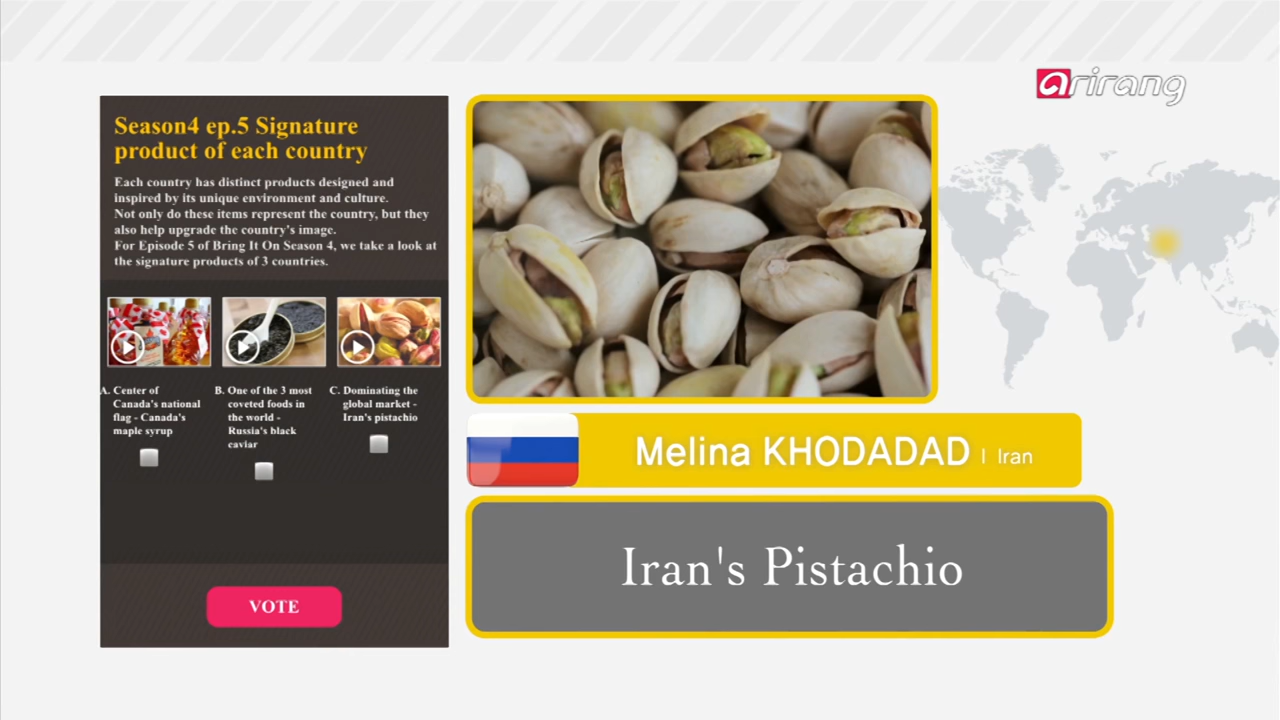 arirang
Season4 ep.5 Signature
product of each country
Each country has distinct products designed and
inspired by its unique environment and culture.
Not only do these items represent the country, but they
also help upgrade the country's image.
For Episode 5 of Bring It On Season 4, we take a look at
the signature products of 3 countries.
A. Center of
Canada's national
flag - Canada's
maple syrup
B. One of the 3 most
coveted foods in
the world -
Russia's black
caviar
C. Dominating the
global market -
Iran's pistachio
VOTE
Melina KHODADAD | Iran
Iran's Pistachio